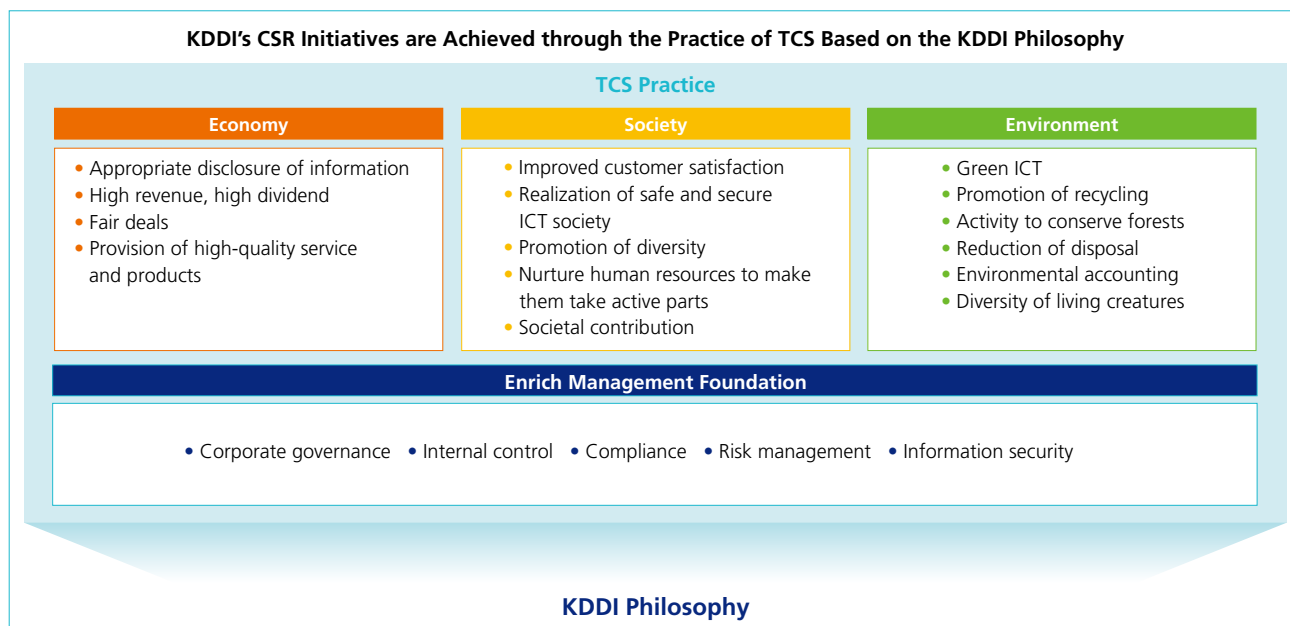 KDDI's CSR Initiatives are Achieved through the Practice of TCS Based on the KDDI Philosophy
TCS Practice
Economy
• Appropriate disclosure of information
• High revenue, high dividend
• Fair deals
• Provision of high-quality service
and products
Society
• Improved customer satisfaction
• Realization of safe and secure
ICT society
• Promotion of diversity
• Nurture human resources to make
them take active parts
• Societal contribution
Environment
• Green ICT
• Promotion of recycling
• Activity to conserve forests
• Reduction of disposal
• Environmental accounting
• Diversity of living creatures
Enrich Management Foundation
• Corporate governance • Internal control • Compliance • Risk management • Information security
KDDI Philosophy